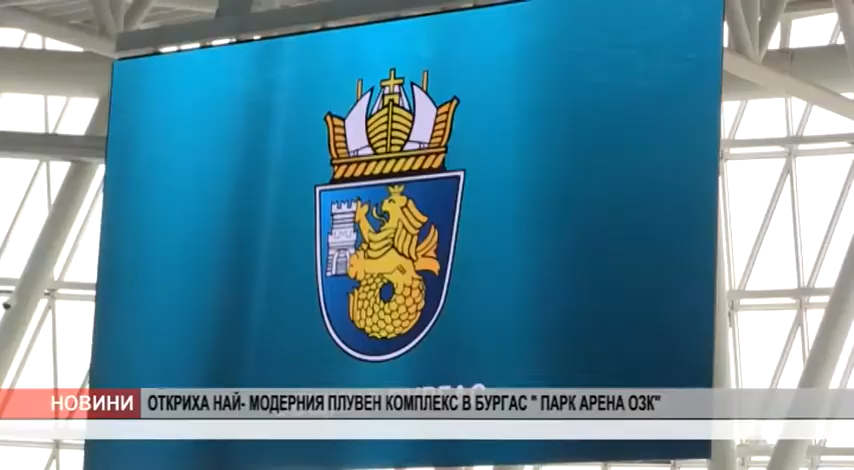 НОВИНИ
ОТКРИХА НАЙ- МОДЕРНИЯ ПЛУВЕН КОМПЛЕКС В БУРГАС " ПАРК АРЕНА ОЗК"